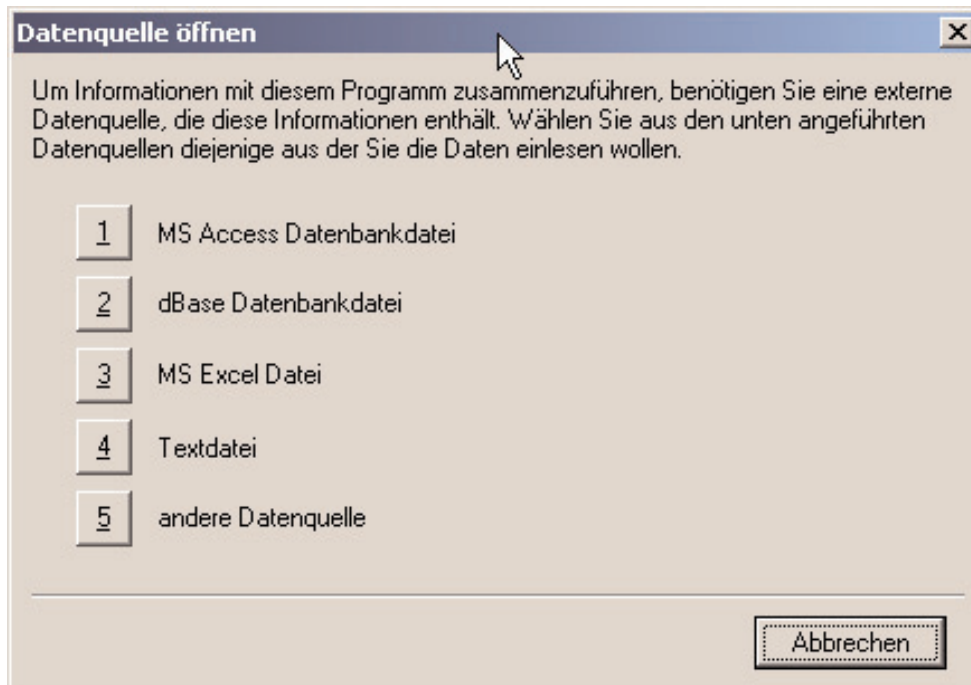 Datenquelle öffnen
Um Informationen mit diesem Programm zusammenzuführen, benötigen Sie eine externe
Datenquelle, die diese Informationen enthält. Wählen Sie aus den unten angeführten
Datenquellen diejenige aus der Sie die Daten einlesen wollen.
1 MS Access Datenbankdatei
2 dBase Datenbankdatei
3 MS Excel Datei
4 Textdatei
5 andere Datenquelle
Abbrechen